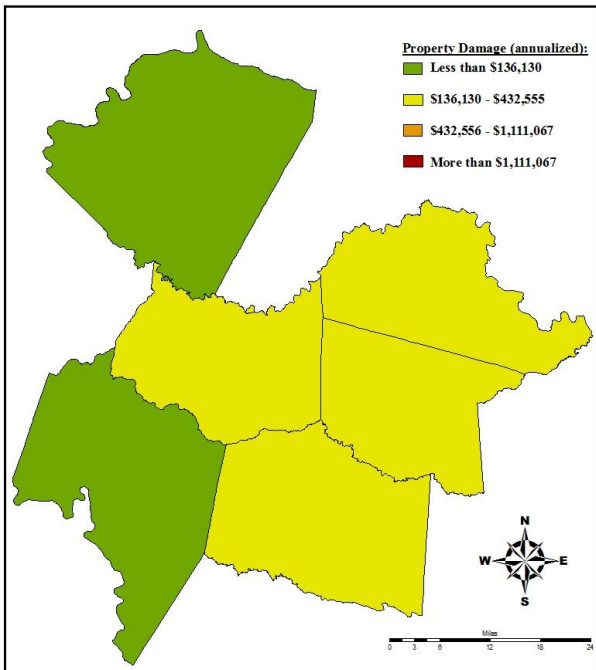 Property Damage (annualized):
Less than $136,130
$136,130 - $432,555
$432,556 - $1,111,067
More than $1,111,067
N
W E
S
Miles
0 3 6 12 18 24